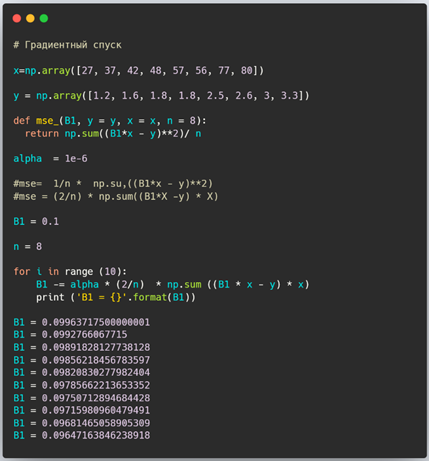 # Градиентный спуск
x=np.array([27, 37, 42, 48, 57, 56, 77, 80])
y = np.array([1.2, 1.6, 1.8, 1.8, 2.5, 2.6, 3, 3.3])
def mse_(B1, y = y, x = x, n = 8):
  return np.sum((B1*x - y)**2)/ n
alpha  = 1e-6
#mse=  1/n *  np.su,((B1*x - y)**2)
#mse = (2/n) * np.sum((B1*X -y) * X)
B1 = 0.1
n = 8
for i in range (10):
    B1 -= alpha * (2/n)  * np.sum ((B1 * x - y) * x)
    print ('B1 = {}'.format(B1))
B1 = 0.09963717500000001
B1 = 0.0992766067715
B1 = 0.09891828127738128
B1 = 0.09856218456783597
B1 = 0.09820830277982404
B1 = 0.09785662213653352
B1 = 0.09750712894684428
B1 = 0.09715980960479491
B1 = 0.09681465058905309
B1 = 0.09647163846238918